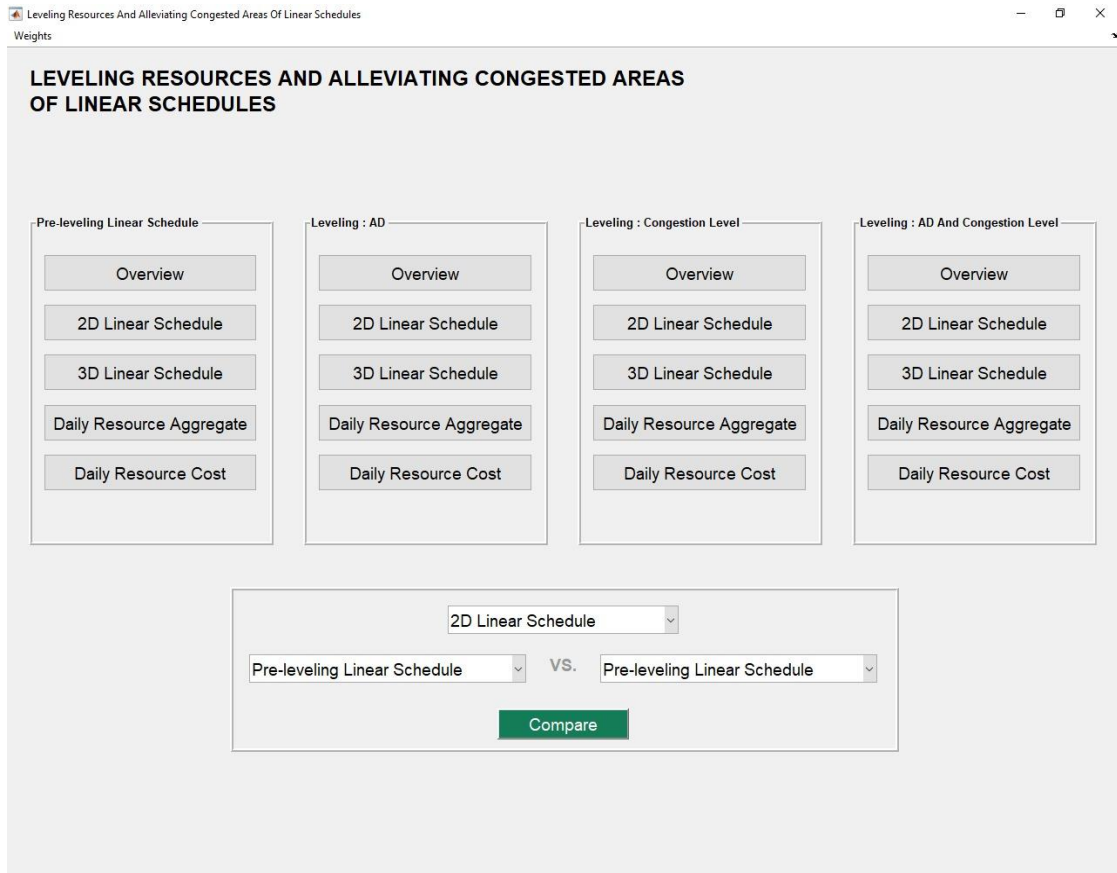 Leveling Resources And Alleviating Congested Areas Of Linear Schedules
Weights
LEVELING RESOURCES AND ALLEVIATING CONGESTED AREAS
OF LINEAR SCHEDULES
Pre-leveling Linear Schedule
Overview
2D Linear Schedule
3D Linear Schedule
Daily Resource Aggregate
Daily Resource Cost
Leveling : AD
Overview
2D Linear Schedule
3D Linear Schedule
Daily Resource Aggregate
Daily Resource Cost
Leveling : Congestion Level
Overview
2D Linear Schedule
3D Linear Schedule
Daily Resource Aggregate
Daily Resource Cost
Leveling : AD And Congestion Level
Overview
2D Linear Schedule
3D Linear Schedule
Daily Resource Aggregate
Daily Resource Cost
2D Linear Schedule
Pre-leveling Linear Schedule
VS.
Pre-leveling Linear Schedule
Compare